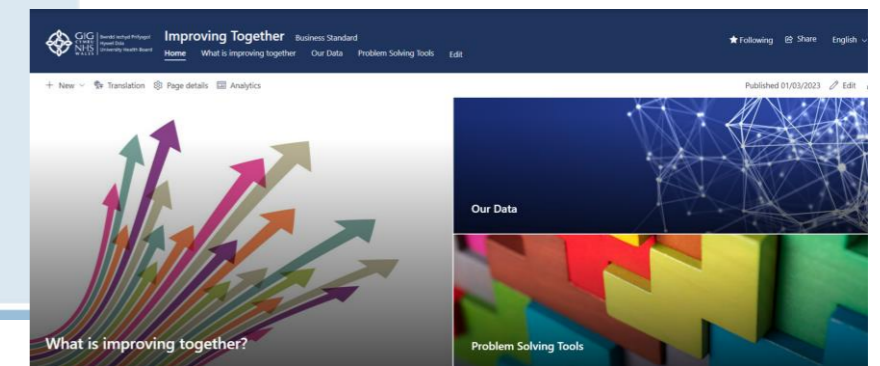 GIG
CYMRU
NHS
WALES
Bwrdd Iechyd Prifysgol
Hywel Dda
University Health Board
Improving Together Business Standard
Home What is improving together Our Data Problem Solving Tools Edit
Following Share English
+ New Translation Page details Analytics
Published 01/03/2023 Edit
Our Data
What is improving together?
Problem Solving Tools